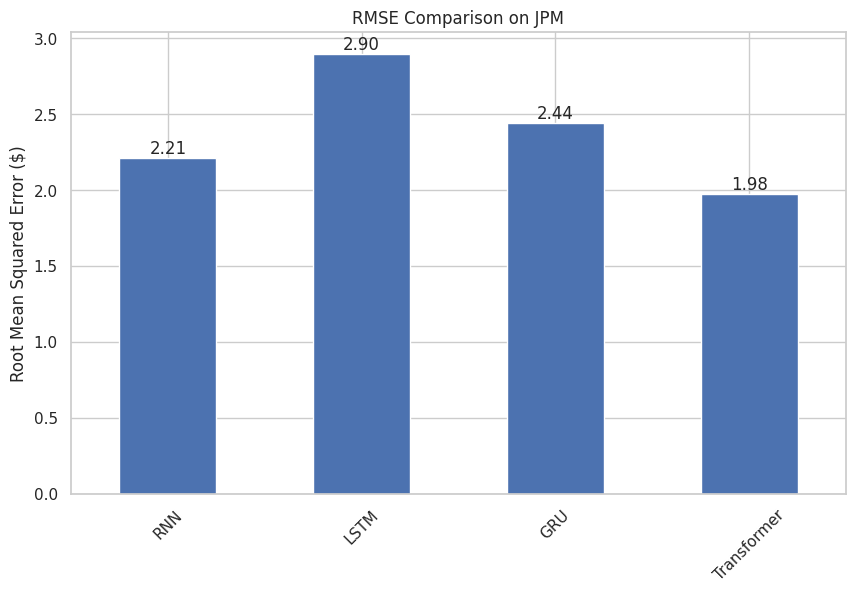 RMSE Comparison on JPM
Root Mean Squared Error ($)
3.0
2.5
2.0
1.5
1.0
0.5
0.0
2.21
2.90
2.44
1.98
RNN
LSTM
GRU
Transformer